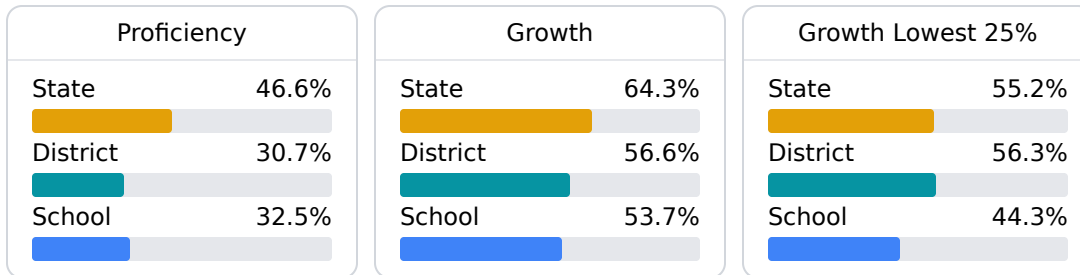 Proficiency
State 46.6%
District 30.7%
School 32.5%
Growth
State 64.3%
District 56.6%
School 53.7%
Growth Lowest 25%
State 55.2%
District 56.3%
School 44.3%